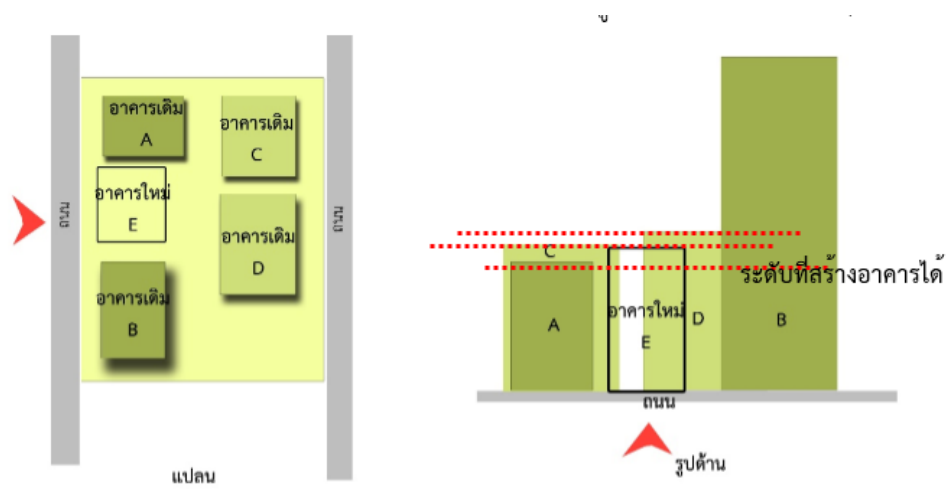 อาคารเดิม
A
อาคารเดิม
C
ถนน
อาคารใหม่
E
ถนน
อาคารเดิม
D
อาคารเดิม
B
แปลน
C
ระดับที่สร้างอาคารได้
A
อาคารใหม่
E
D
B
ถนน
รูปด้าน